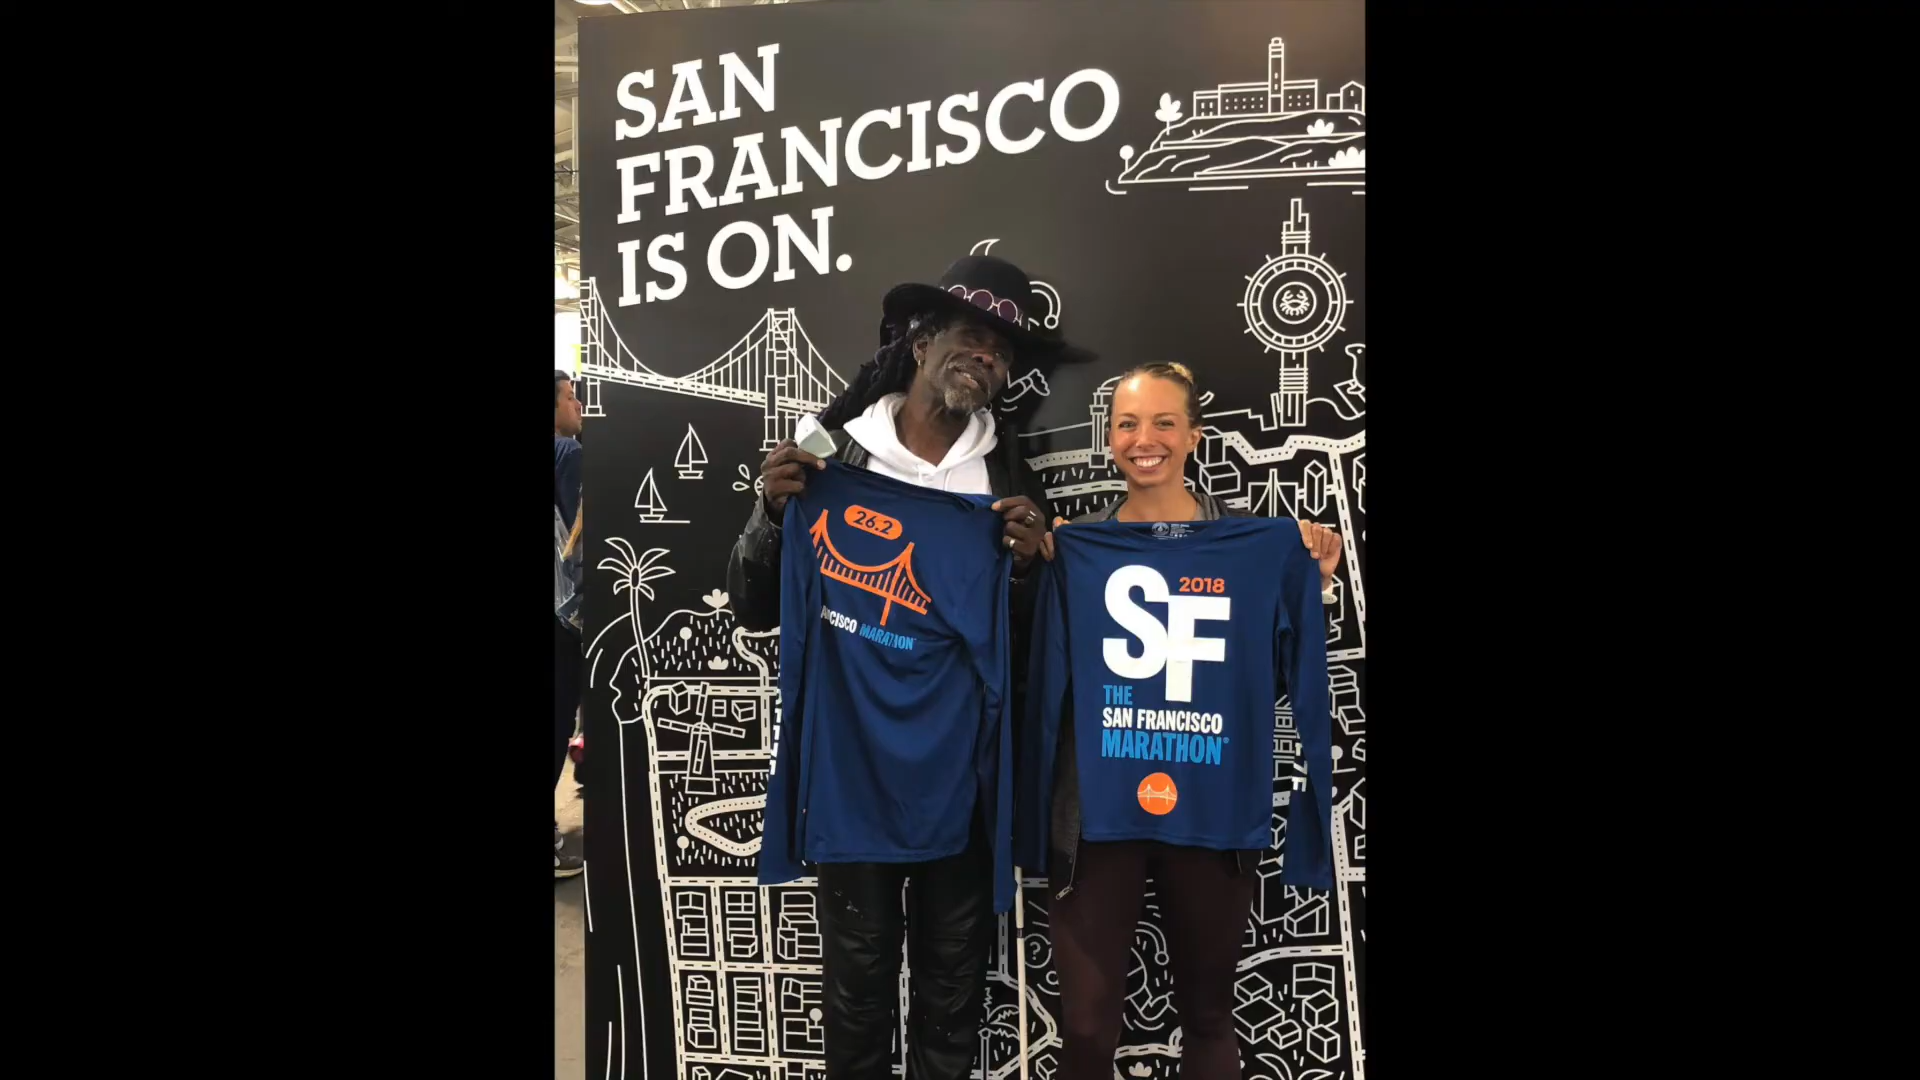 SAN
FRANCISCO
IS ON.
26.2
CISCO MARATHON
2018
SF
THE
SAN FRANCISCO
MARATHON
?